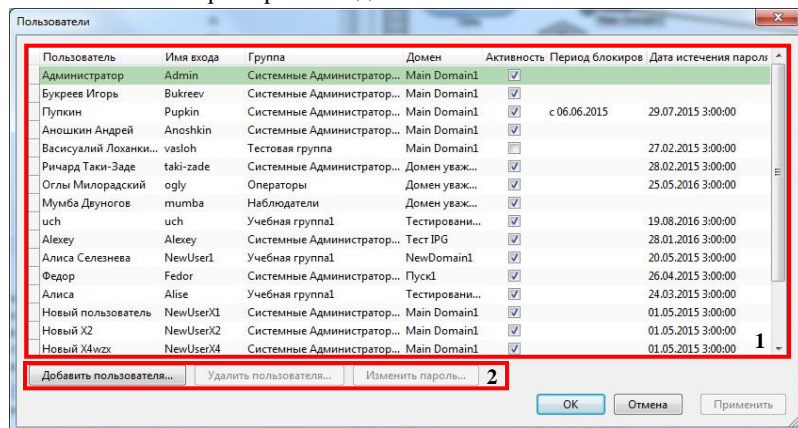 Пользователи
Пользователь Имя входа Группа Домен Активность Период блокиров Дата истечения пароля
Администратор Admin Системные Администратор... Main Domain1
Букреев Игорь Bukreev Системные Администратор... Main Domain1
Пупкин Pupkin Системные Администратор... Main Domain1 с 06.06.2015 29.07.2015 3:00:00
Аношкин Андрей Anoshkin Системные Администратор... Main Domain1
Васисуалий Лоханки... vasloh Тестовая группа Main Domain1 27.02.2015 3:00:00
Ричард Таки-Заде taki-zade Системные Администратор... Домен уваж... 28.02.2015 3:00:00
Оглы Милорадский ogly Операторы Домен уваж... 25.05.2016 3:00:00
Мумба Двуногов mumba Наблюдатели Домен уваж...
uch uch Учебная группа1 Тестировани... 19.08.2016 3:00:00
Alexey Alexey Системные Администратор... Тест IPG 28.01.2016 3:00:00
Алиса Селезнева NewUser1 Учебная группа1 NewDomain1 20.05.2015 3:00:00
Федор Fedor Системные Администратор... Пуск1 26.04.2015 3:00:00
Алиса Alise Учебная группа1 Тестировани... 24.03.2015 3:00:00
Новый пользователь NewUserX1 Системные Администратор... Main Domain1 01.05.2015 3:00:00
Новый X2 NewUserX2 Системные Администратор... Main Domain1 01.05.2015 3:00:00
Новый X4wzx NewUserX4 Системные Администратор... Main Domain1 01.05.2015 3:00:00 1
Добавить пользователя... Удалить пользователя... Изменить пароль... 2
OK Отмена Применить